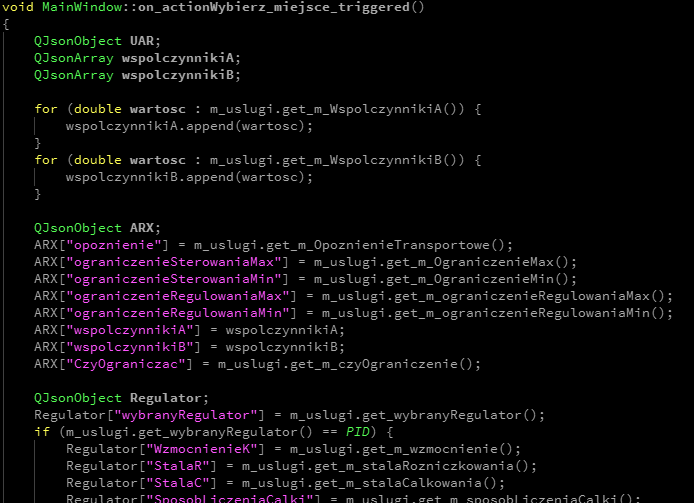 void MainWindow::on_actionWybierz_miejsce_triggered()
{
    QJsonObject UAR;
    QJsonArray wspolczynnikiA;
    QJsonArray wspolczynnikiB;

    for (double wartosc : m_uslugi.get_m_WspolczynnikiA()) {
        wspolczynnikiA.append(wartosc);
    }
    for (double wartosc : m_uslugi.get_m_WspolczynnikiB()) {
        wspolczynnikiB.append(wartosc);
    }

    QJsonObject ARX;
    ARX["opoznienie"] = m_uslugi.get_m_OpoznienieTransportowe();
    ARX["ograniczenieSterowaniaMax"] = m_uslugi.get_m_OgraniczenieMax();
    ARX["ograniczenieSterowaniaMin"] = m_uslugi.get_m_OgraniczenieMin();
    ARX["ograniczenieRegulowaniaMax"] = m_uslugi.get_m_ograniczenieRegulowaniaMax();
    ARX["ograniczenieRegulowaniaMin"] = m_uslugi.get_m_ograniczenieRegulowaniaMin();
    ARX["wspolczynnikiA"] = wspolczynnikiA;
    ARX["wspolczynnikiB"] = wspolczynnikiB;
    ARX["CzyOgraniczac"] = m_uslugi.get_m_czyOgraniczenie();

    QJsonObject Regulator;
    Regulator["wybranyRegulator"] = m_uslugi.get_wybranyRegulator();
    if (m_uslugi.get_wybranyRegulator() == PID) {
        Regulator["WzmocnienieK"] = m_uslugi.get_m_wzmocnienie();
        Regulator["StalaR"] = m_uslugi.get_m_stalaRozniczkowania();
        Regulator["StalaC"] = m_uslugi.get_m_stalaCalkowania();
        Regulator["SposobLiczeniaCalki"] = m_uslugi.get_m_sposobLiczeniaCalki();